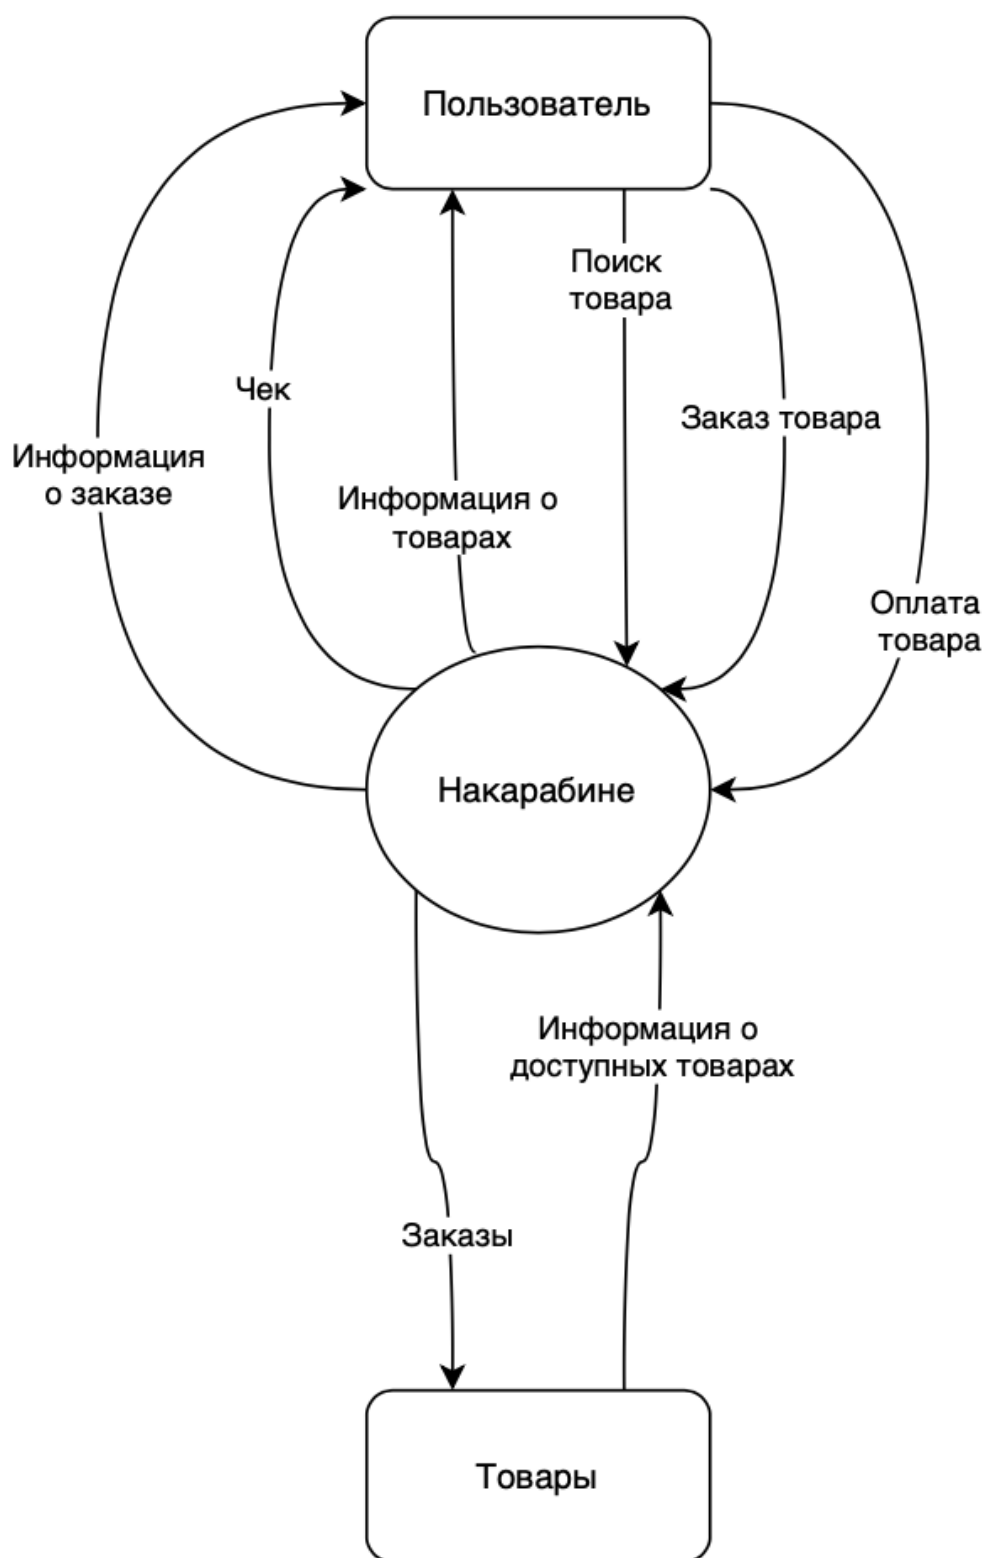 Пользователь
Поиск
товара
Чек
Заказ товара
Информация
о заказе
Информация о
товарах
Оплата
товара
Накарабине
Информация о
доступных товарах
Заказы
Товары